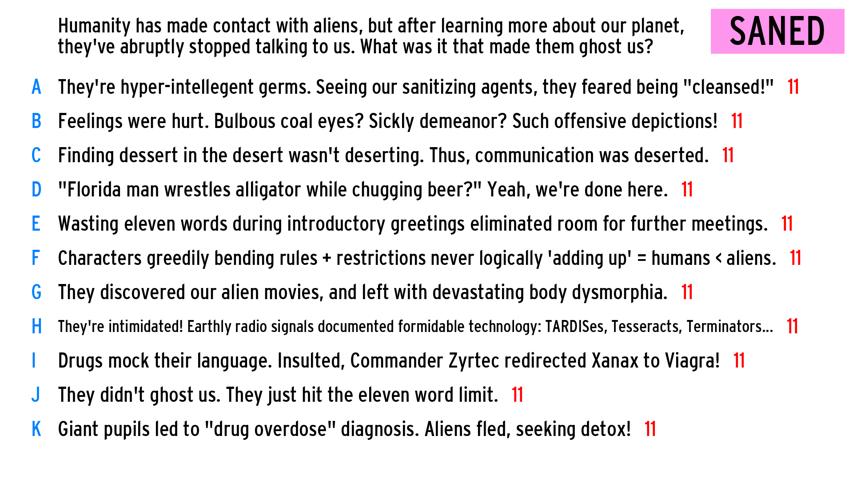 Humanity has made contact with aliens, but after learning more about our planet,
they've abruptly stopped talking to us. What was it that made them ghost us?
SANED
A They're hyper-intellegent germs. Seeing our sanitizing agents, they feared being "cleansed!" 11
B Feelings were hurt. Bulbous coal eyes? Sickly demeanor? Such offensive depictions! 11
C Finding dessert in the desert wasn't deserting. Thus, communication was deserted. 11
D "Florida man wrestles alligator while chugging beer?" Yeah, we're done here. 11
E Wasting eleven words during introductory greetings eliminated room for further meetings. 11
F Characters greedily bending rules + restrictions never logically 'adding up' = humans < aliens. 11
G They discovered our alien movies, and left with devastating body dysmorphia. 11
H They're intimidated! Earthly radio signals documented formidable technology: TARDISes, Tesseracts, Terminators... 11
I Drugs mock their language. Insulted, Commander Zyrtec redirected Xanax to Viagra! 11
J They didn't ghost us. They just hit the eleven word limit. 11
K Giant pupils led to "drug overdose" diagnosis. Aliens fled, seeking detox! 11